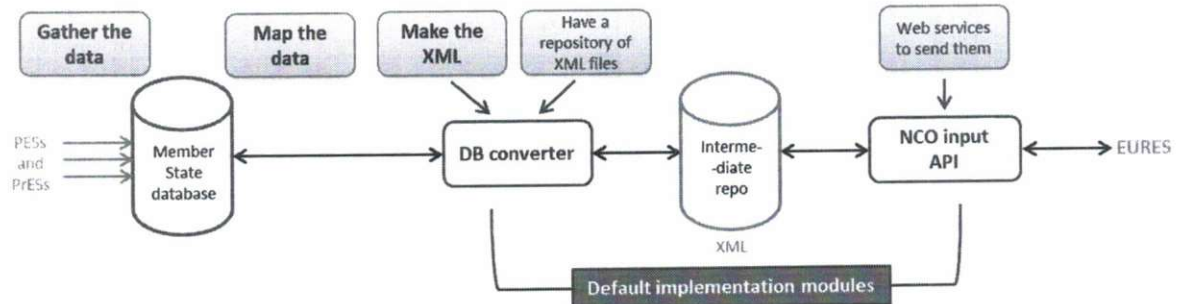 Gather the
data
Map the
data
Make the
XML
Have a
repository of
XML files
Web services
to send them
PESs
and
PrESs
Member
State
database
DB converter
Interme-
-diate
repo
NCO input
API
EURES
XML
Default implementation modules